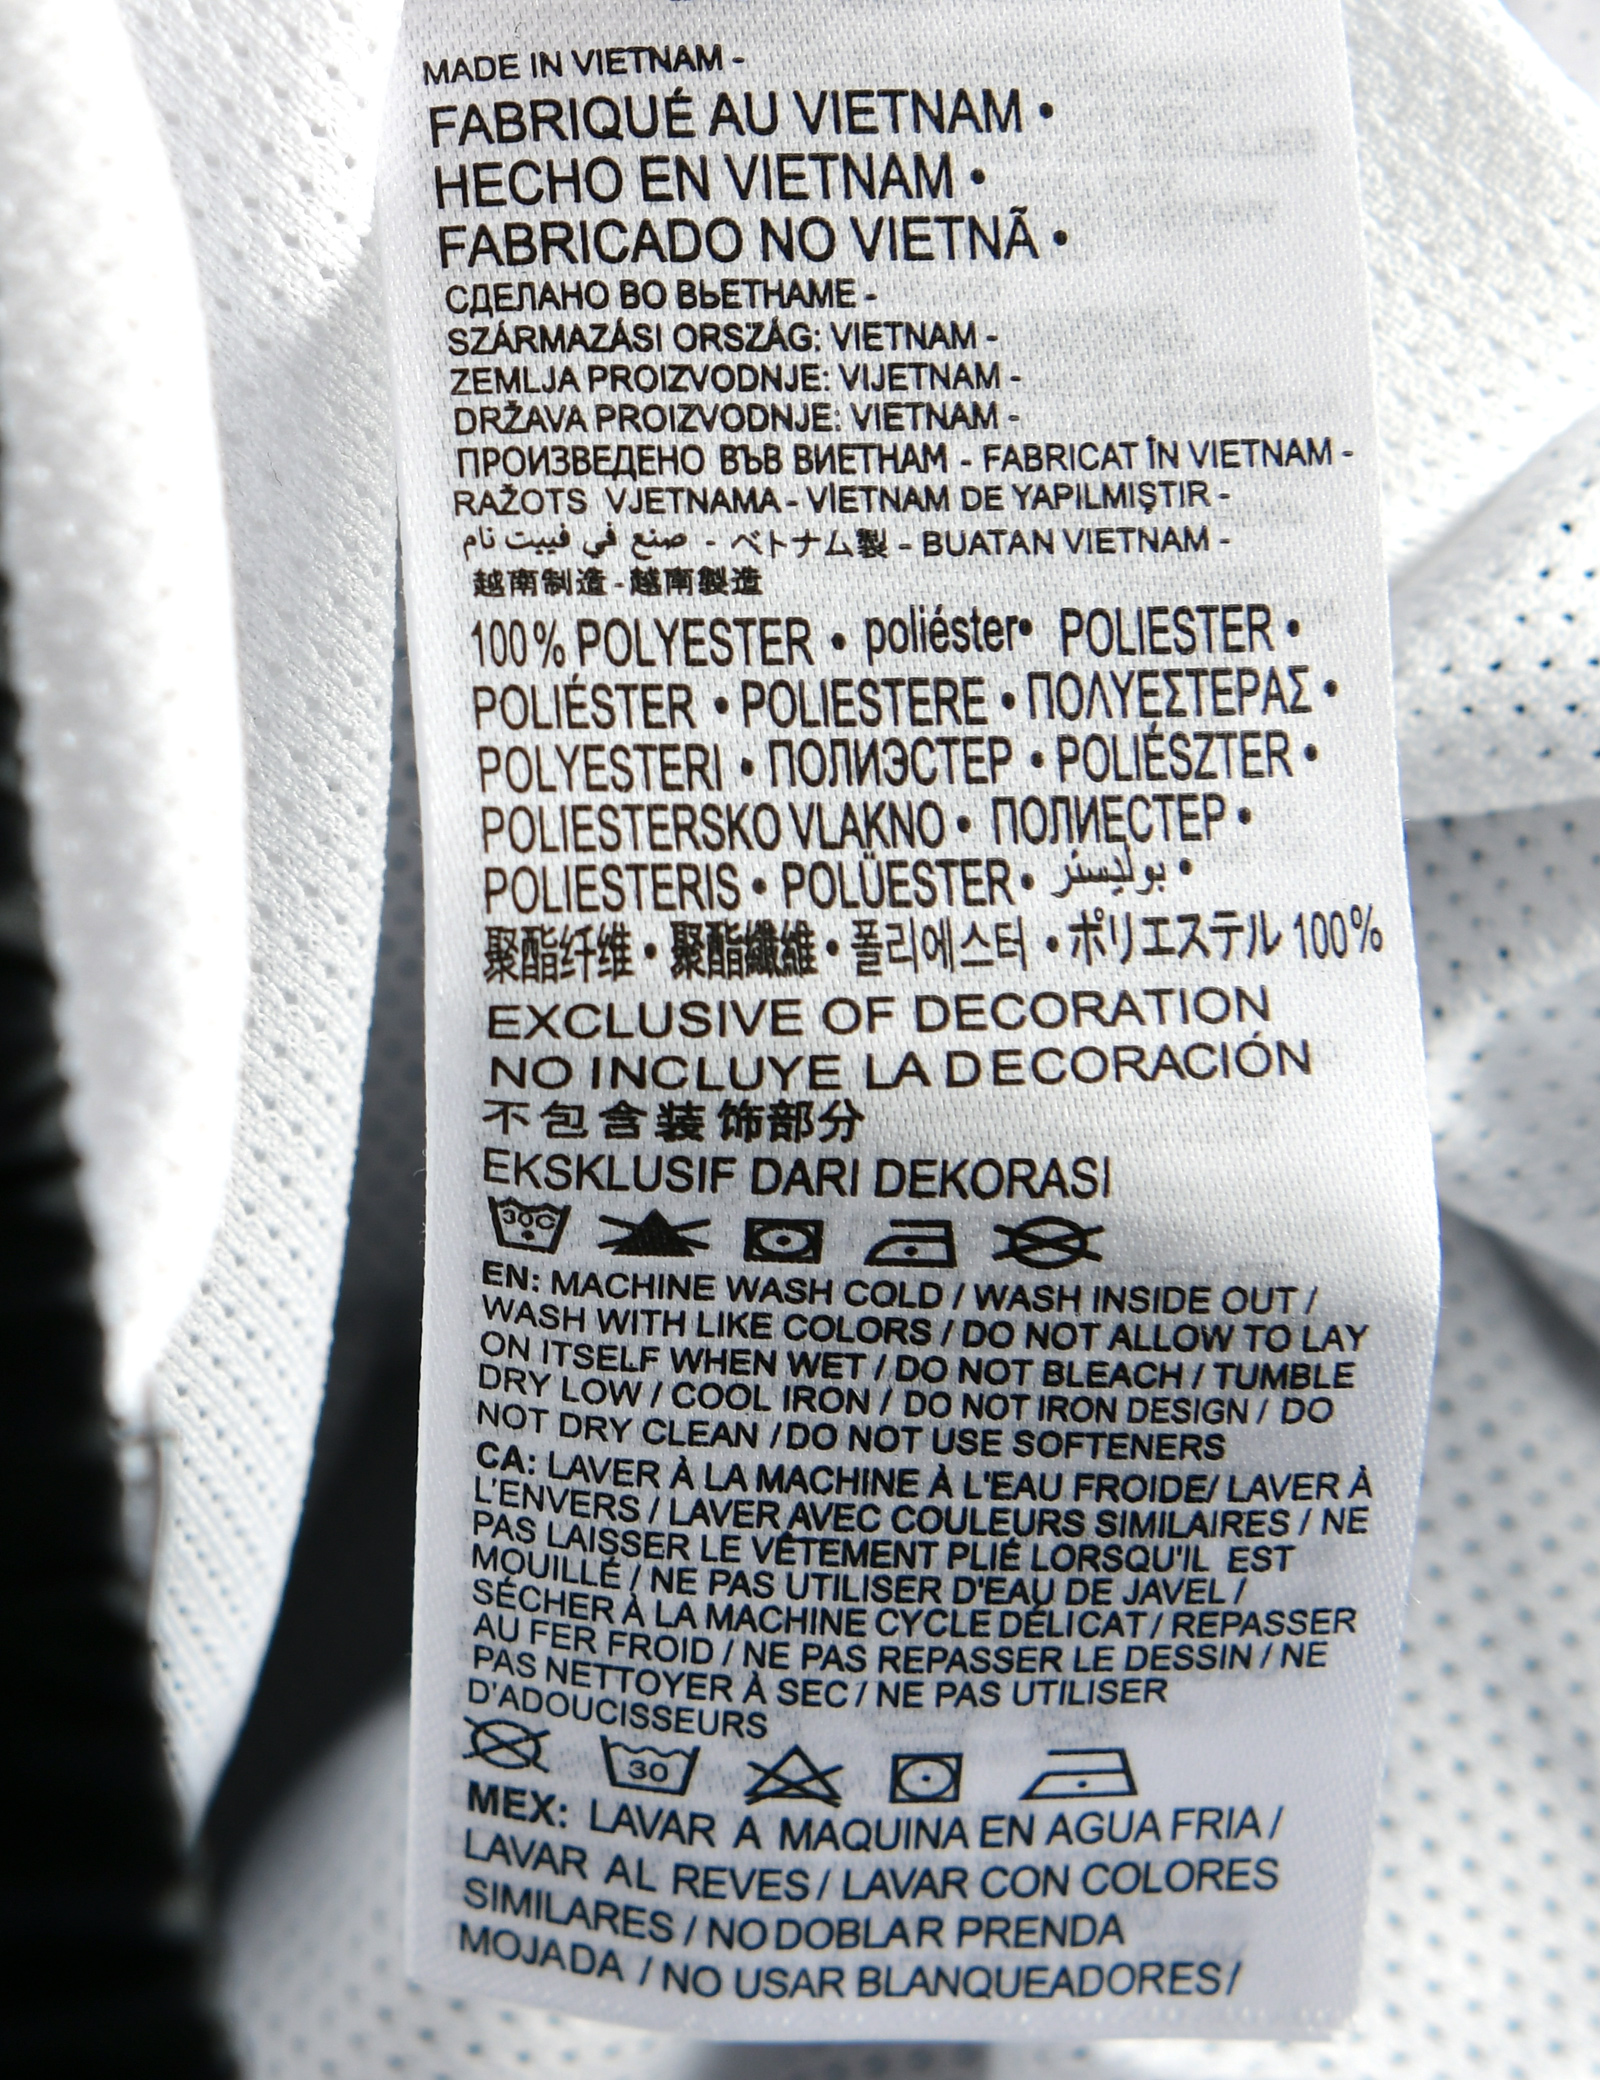 MADE IN VIETNAM -
FABRIQUÉ AU VIETNAM •
HECHO EN VIETNAM •
FABRICADO NO VIETNÃ •
СДЕЛАНО ВО ВЬЕТНАМЕ -
SZÁRMAZÁSI ORSZÁG: VIETNAM -
ZEMLJA PROIZVODNJE: VIJETNAM -
DRŽAVA PROIZVODNJE: VIETNAM -
ПРОИЗВЕДЕНО ВЪВ ВИЕТНАМ - FABRICAT ÎN VIETNAM -
RAŽOTS VJETNAMA - VIETNAM DE YAPILMIŞTIR -
صنع في فييت نام - ベトナム製 - BUATAN VIETNAM -
越南制造 - 越南製造
100% POLYESTER • poliéster• POLIESTER •
POLIÉSTER • POLIESTERE • ΠΟΛΥΕΣΤΕΡΑΣ •
POLYESTERI • ПОЛИЭСТЕР • POLIÉSZTER •
POLIESTERSKO VLAKNO • ПОЛИЕСТЕР •
POLIESTERIS • POLÜESTER • بوليستر •
聚酯纤维 • 聚酯纖維 • 폴리에스터 • ポリエステル 100%
EXCLUSIVE OF DECORATION
NO INCLUYE LA DECORACIÓN
不包含装饰部分
EKSKLUSIF DARI DEKORASI
30C
EN: MACHINE WASH COLD / WASH INSIDE OUT /
WASH WITH LIKE COLORS / DO NOT ALLOW TO LAY
ON ITSELF WHEN WET / DO NOT BLEACH / TUMBLE
DRY LOW / COOL IRON / DO NOT IRON DESIGN / DO
NOT DRY CLEAN / DO NOT USE SOFTENERS
CA: LAVER À LA MACHINE À L'EAU FROIDE/ LAVER À
L'ENVERS / LAVER AVEC COULEURS SIMILAIRES / NE
PAS LAISSER LE VÊTEMENT PLIÉ LORSQU'IL EST
MOUILLÉ / NE PAS UTILISER D'EAU DE JAVEL /
SÉCHER À LA MACHINE CYCLE DÉLICAT / REPASSER
AU FER FROID / NE PAS REPASSER LE DESSIN / NE
PAS NETTOYER À SEC / NE PAS UTILISER
D'ADOUCISSEURS
30
MEX: LAVAR A MAQUINA EN AGUA FRIA /
LAVAR AL REVES / LAVAR CON COLORES
SIMILARES / NO DOBLAR PRENDA
MOJADA / NO USAR BLANQUEADORES/